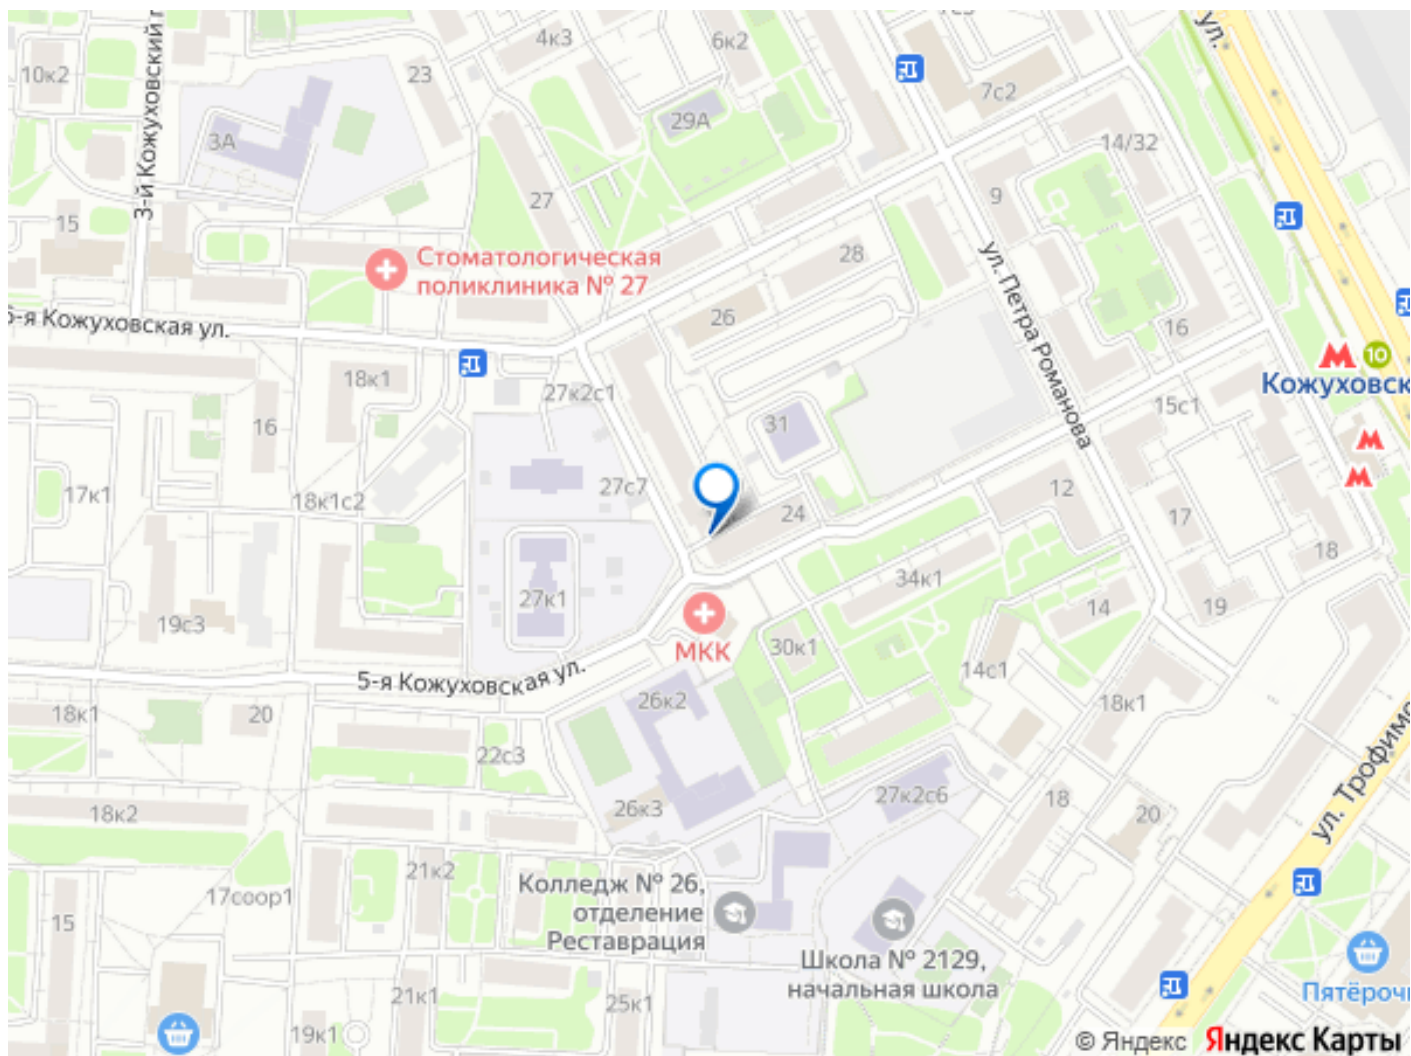 4к3
6к2
ул.
10к2
23
7с2
3-й Кожуховский
29А
3А
14/32
27
9
15
Стоматологическая
поликлиника № 27
28
ул. Петра Романова
6-я Кожуховская ул.
26
16
10
18к1
27к2с1
Кожуховск
15с1
16
31
17к1
18к1с2
27с7
24
12
17
18
34к1
27к1
14
19
19с3
МКК
30к1
14с1
5-я Кожуховская ул.
26к2
18к1
18к1
20
22с3
ул. Трофимо
27к2с6
18
26к3
18к2
20
21к2
Колледж № 26,
отделение
Реставрация
17соор1
15
Школа № 2129,
начальная школа
21к1
25к1
Пятёроч
19к1
© Яндекс Яндекс Карты